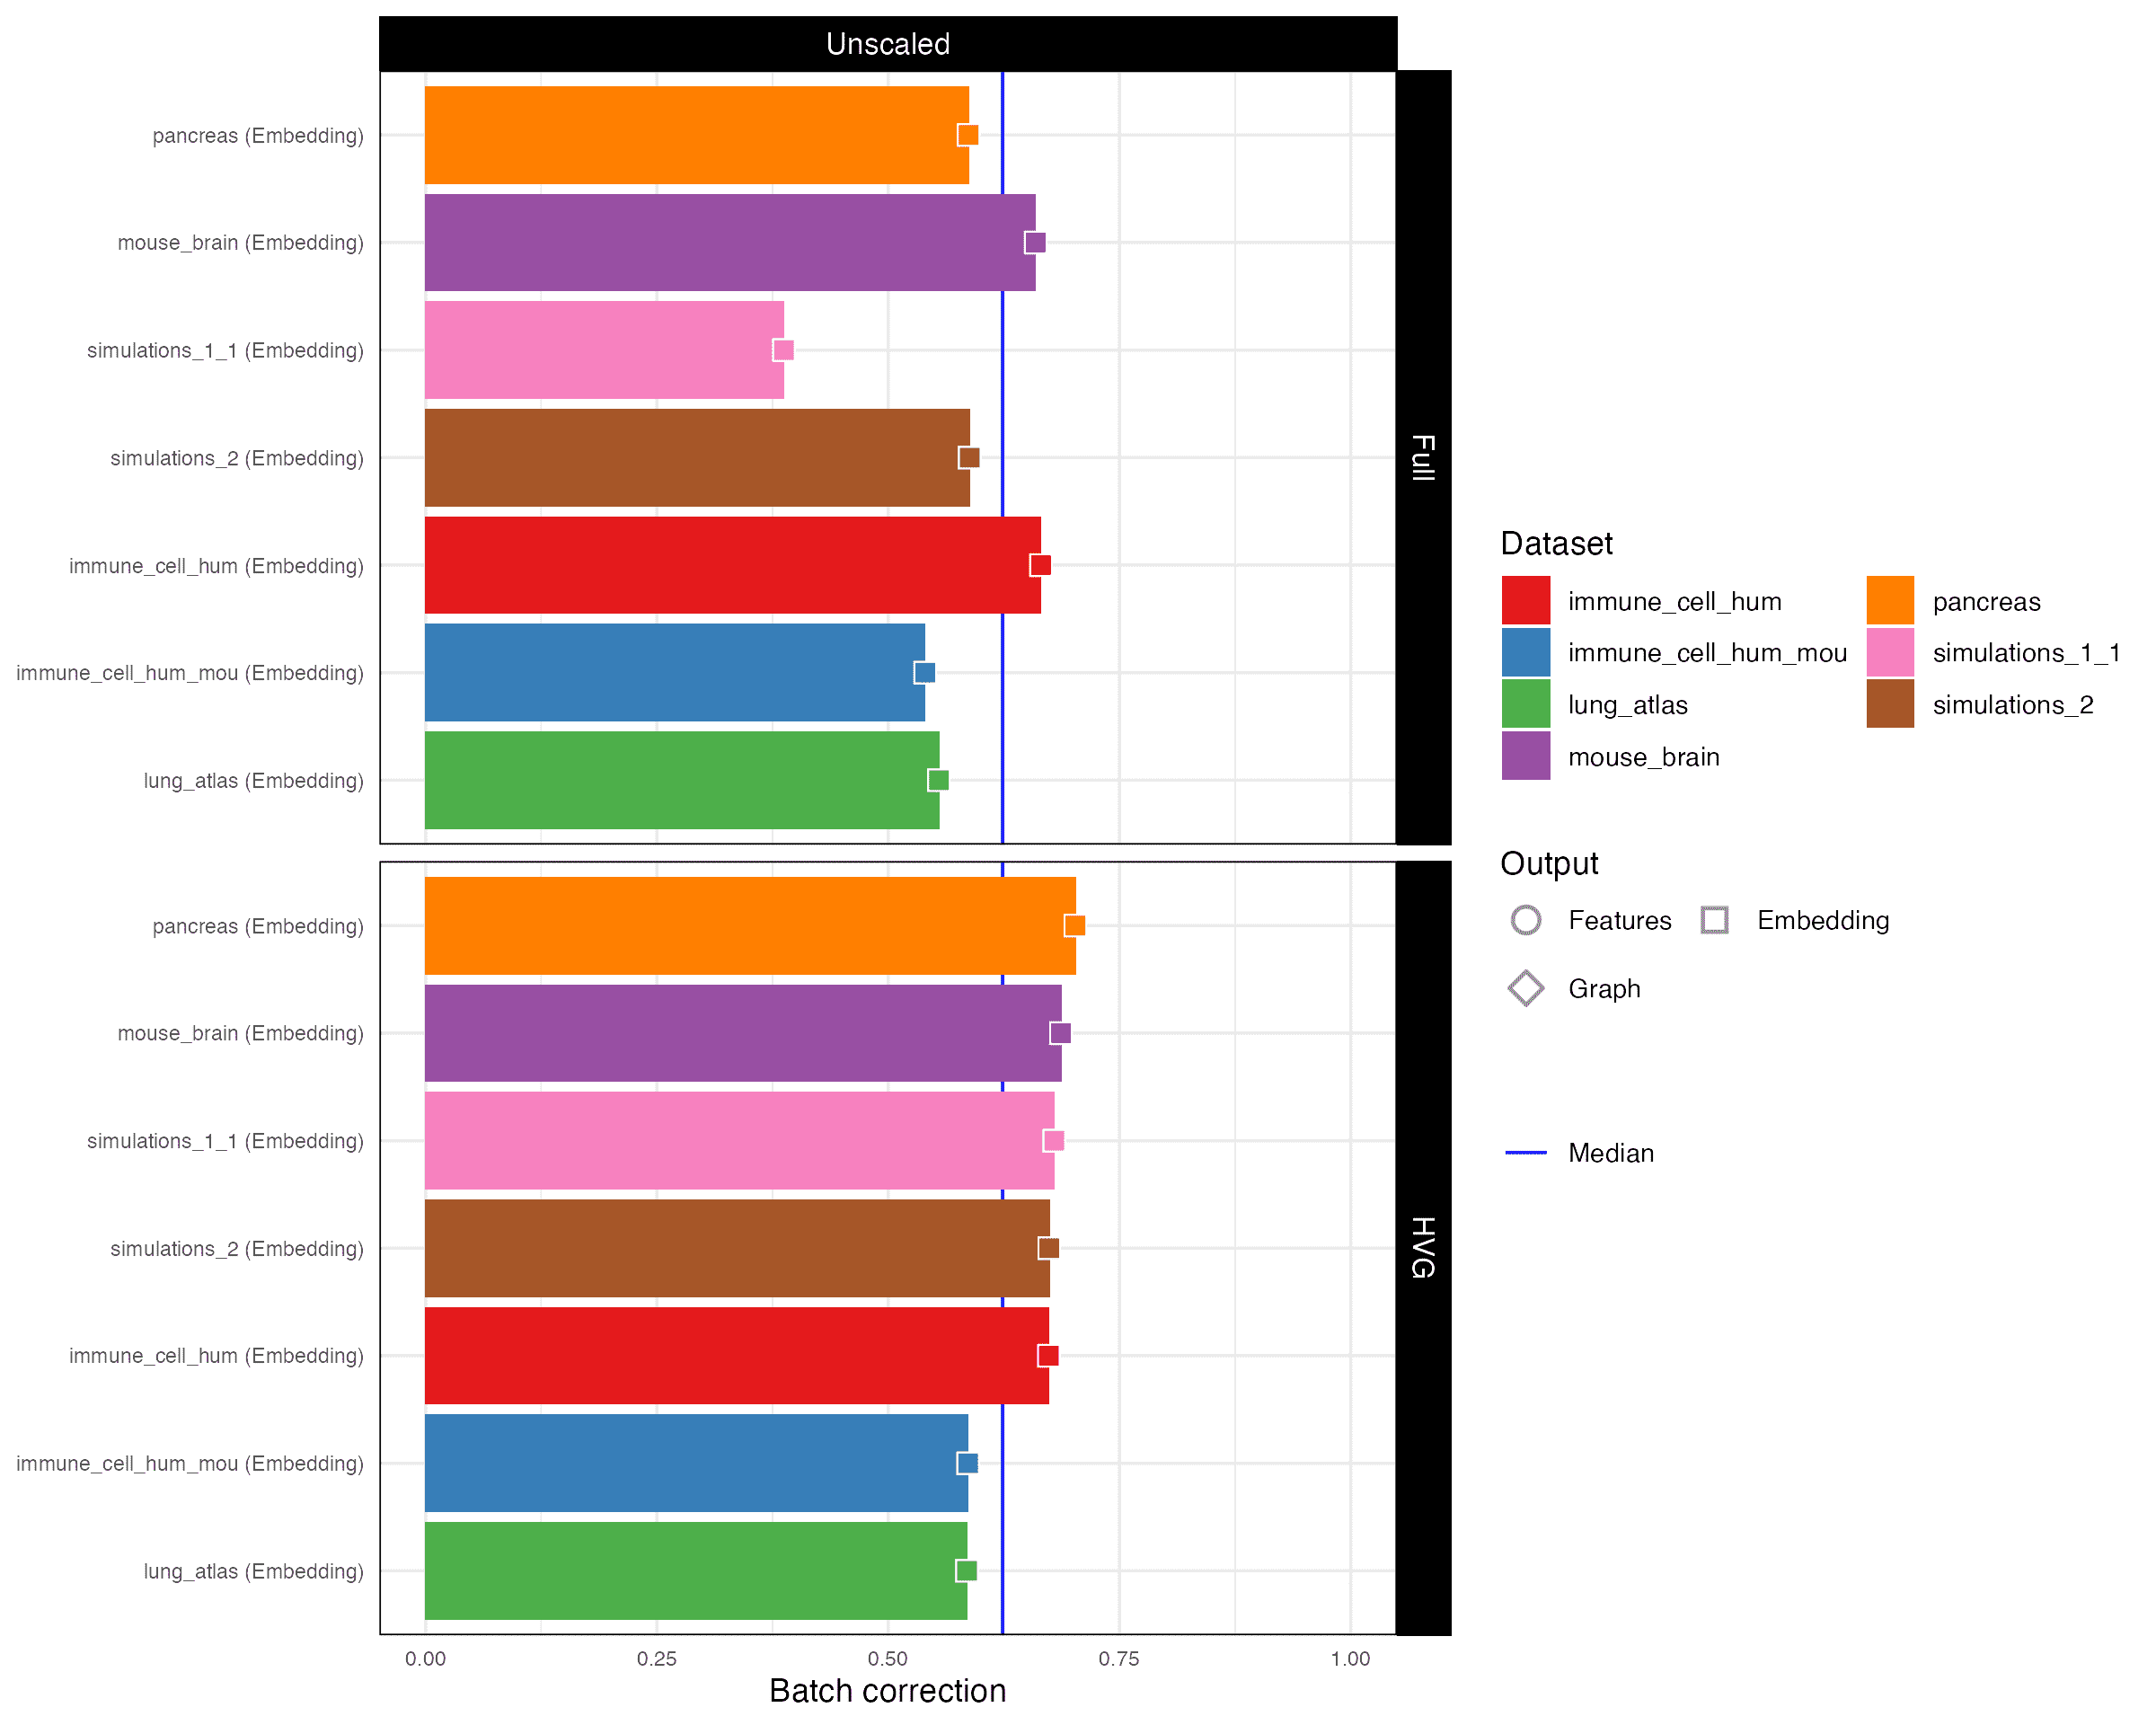 Unscaled
pancreas (Embedding)
mouse_brain (Embedding)
simulations_1_1 (Embedding)
simulations_2 (Embedding)
immune_cell_hum (Embedding)
immune_cell_hum_mou (Embedding)
lung_atlas (Embedding)
Full
pancreas (Embedding)
mouse_brain (Embedding)
simulations_1_1 (Embedding)
simulations_2 (Embedding)
immune_cell_hum (Embedding)
immune_cell_hum_mou (Embedding)
lung_atlas (Embedding)
HVG
0.00 0.25 0.50 0.75 1.00
Batch correction
Dataset
immune_cell_hum pancreas
immune_cell_hum_mou simulations_1_1
lung_atlas simulations_2
mouse_brain
Output
Features Embedding
Graph
Median